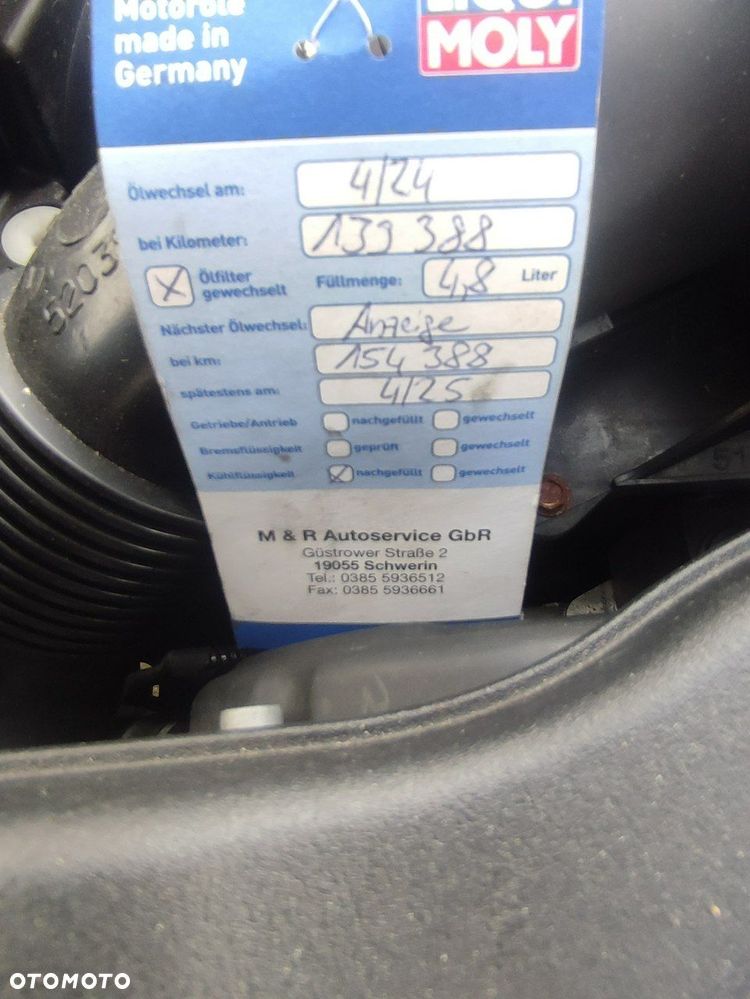 Motoröle
made in
Germany
LIQUI
MOLY
Ölwechsel am: 4/24
bei Kilometer: 139 388
X Ölfilter gewechselt Füllmenge: 4,8 Liter
Nächster Ölwechsel: Anzeige
bei km: 154 388
spätestens am: 4/25
Getriebe/Antrieb nachgefüllt gewechselt
Bremsflüssigkeit geprüft gewechselt
Kühlflüssigkeit X nachgefüllt gewechselt
M & R Autoservice GbR
Güstrower Straße 2
19055 Schwerin
Tel.: 0385 5936512
Fax: 0385 5936661
OTOMOTO